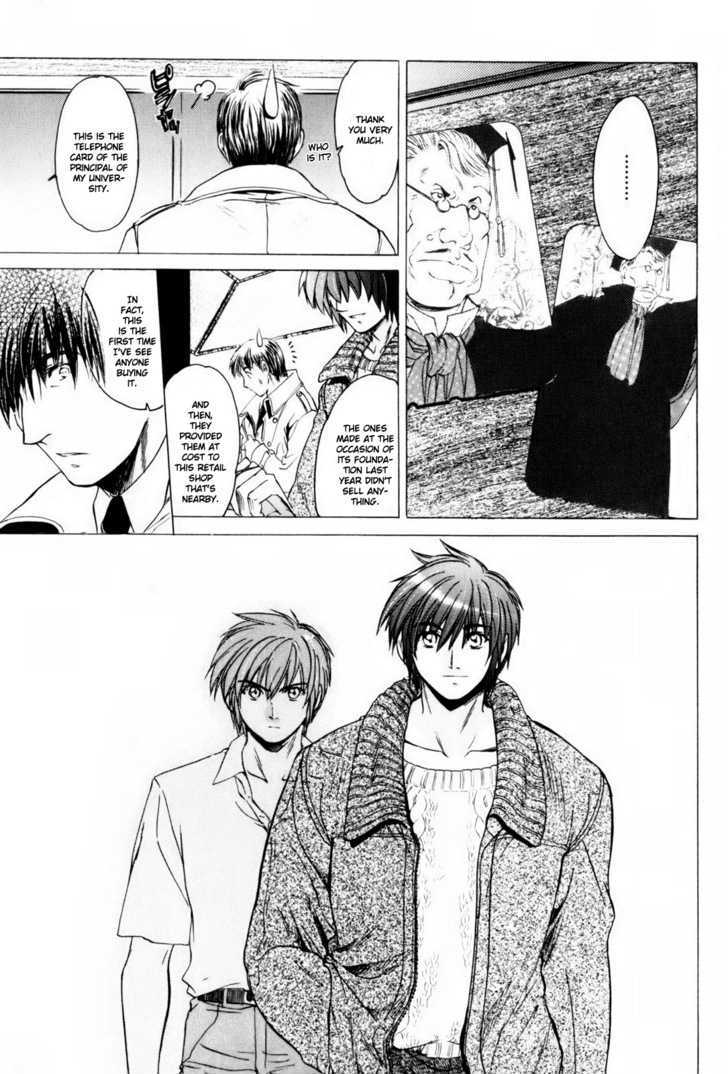 ………
THANK
YOU VERY
MUCH.
WHO
IS IT?
THIS IS THE
TELEPHONE
CARD OF THE
PRINCIPAL OF
MY UNIVER-
SITY.
THE ONES
MADE AT THE
OCCASION OF
ITS FOUNDA-
TION LAST
YEAR DIDN'T
SELL ANY-
THING.
AND
THEN,
THEY
PROVIDED
THEM AT
COST TO
THIS RETAIL
SHOP
THAT'S
NEARBY.
IN
FACT,
THIS IS
THE FIRST
TIME
I'VE SEE
ANYONE
BUYING
IT.